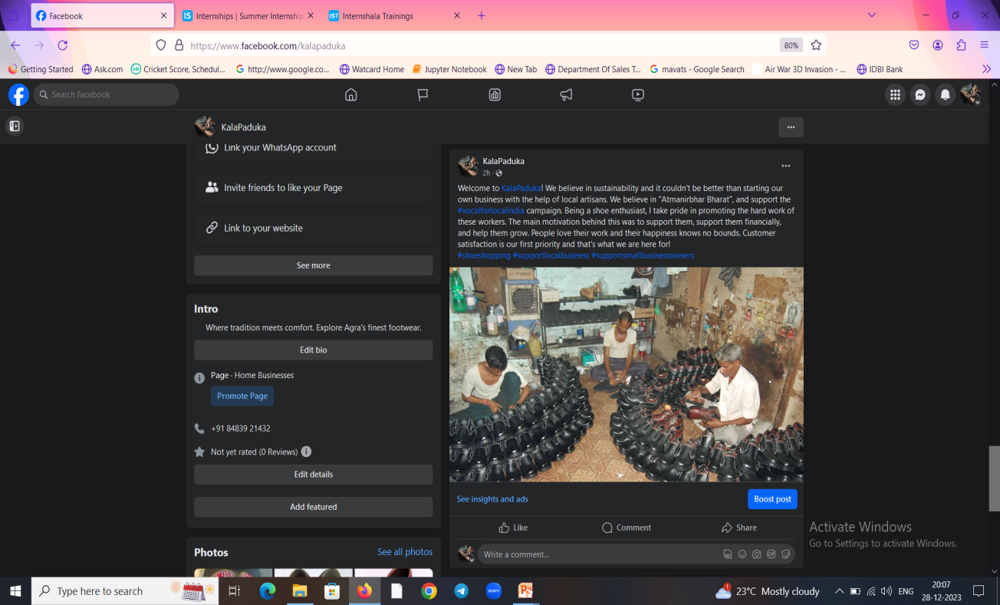 Facebook
Internships | Summer Internship
Internshala Trainings
https://www.facebook.com/kalapaduka
80%
Getting Started
Ask.com
Cricket Score, Schedul...
http://www.google.co...
Watcard Home
Jupyter Notebook
New Tab
Department Of Sales T...
mavats - Google Search
Air War 3D Invasion - ...
IDBI Bank
Search Facebook
KalaPaduka
Link your WhatsApp account
Invite friends to like your Page
Link to your website
See more
Intro
Where tradition meets comfort. Explore Agra's finest footwear.
Edit bio
Page · Home Businesses
Promote Page
+91 84839 21432
Not yet rated (0 Reviews)
Edit details
Add featured
Photos
See all photos
KalaPaduka
2h ·
Welcome to KalaPaduka! We believe in sustainability and it couldn't be better than starting our
own business with the help of local artisans. We believe in "Atmanirbhar Bharat", and support the
#vocalforlocalindia campaign. Being a shoe enthusiast, I take pride in promoting the hard work of
these workers. The main motivation behind this was to support them, support them financially,
and help them grow. People love their work and their happiness knows no bounds. Customer
satisfaction is our first priority and that's what we are here for!
#shoeshopping #supportlocalbusiness #supportsmallbusinessowners
See insights and ads
Boost post
Like
Comment
Share
Write a comment...
GIF
Activate Windows
Go to Settings to activate Windows.
Type here to search
zoom
1
23°C Mostly cloudy
ENG
20:07
28-12-2023